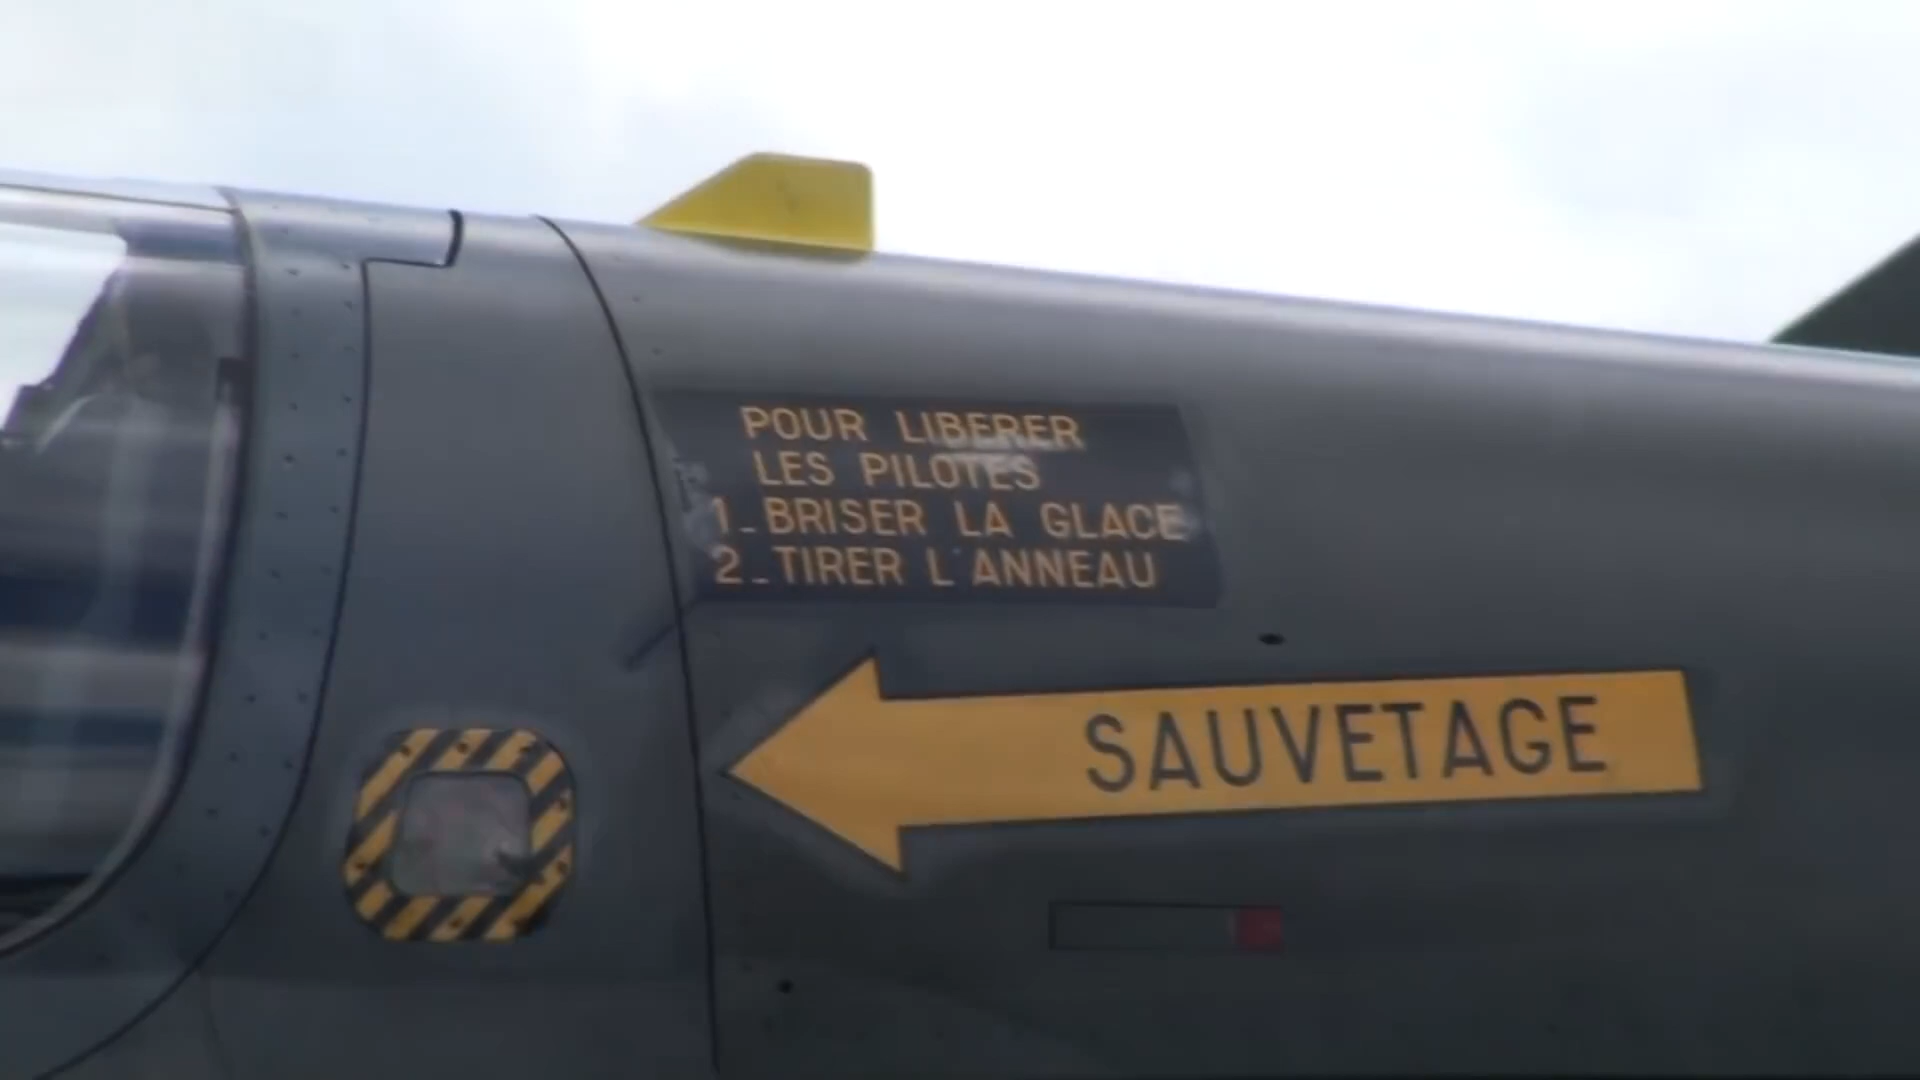 POUR LIBERER
LES PILOTES
1_BRISER LA GLACE
2_TIRER L'ANNEAU
SAUVETAGE